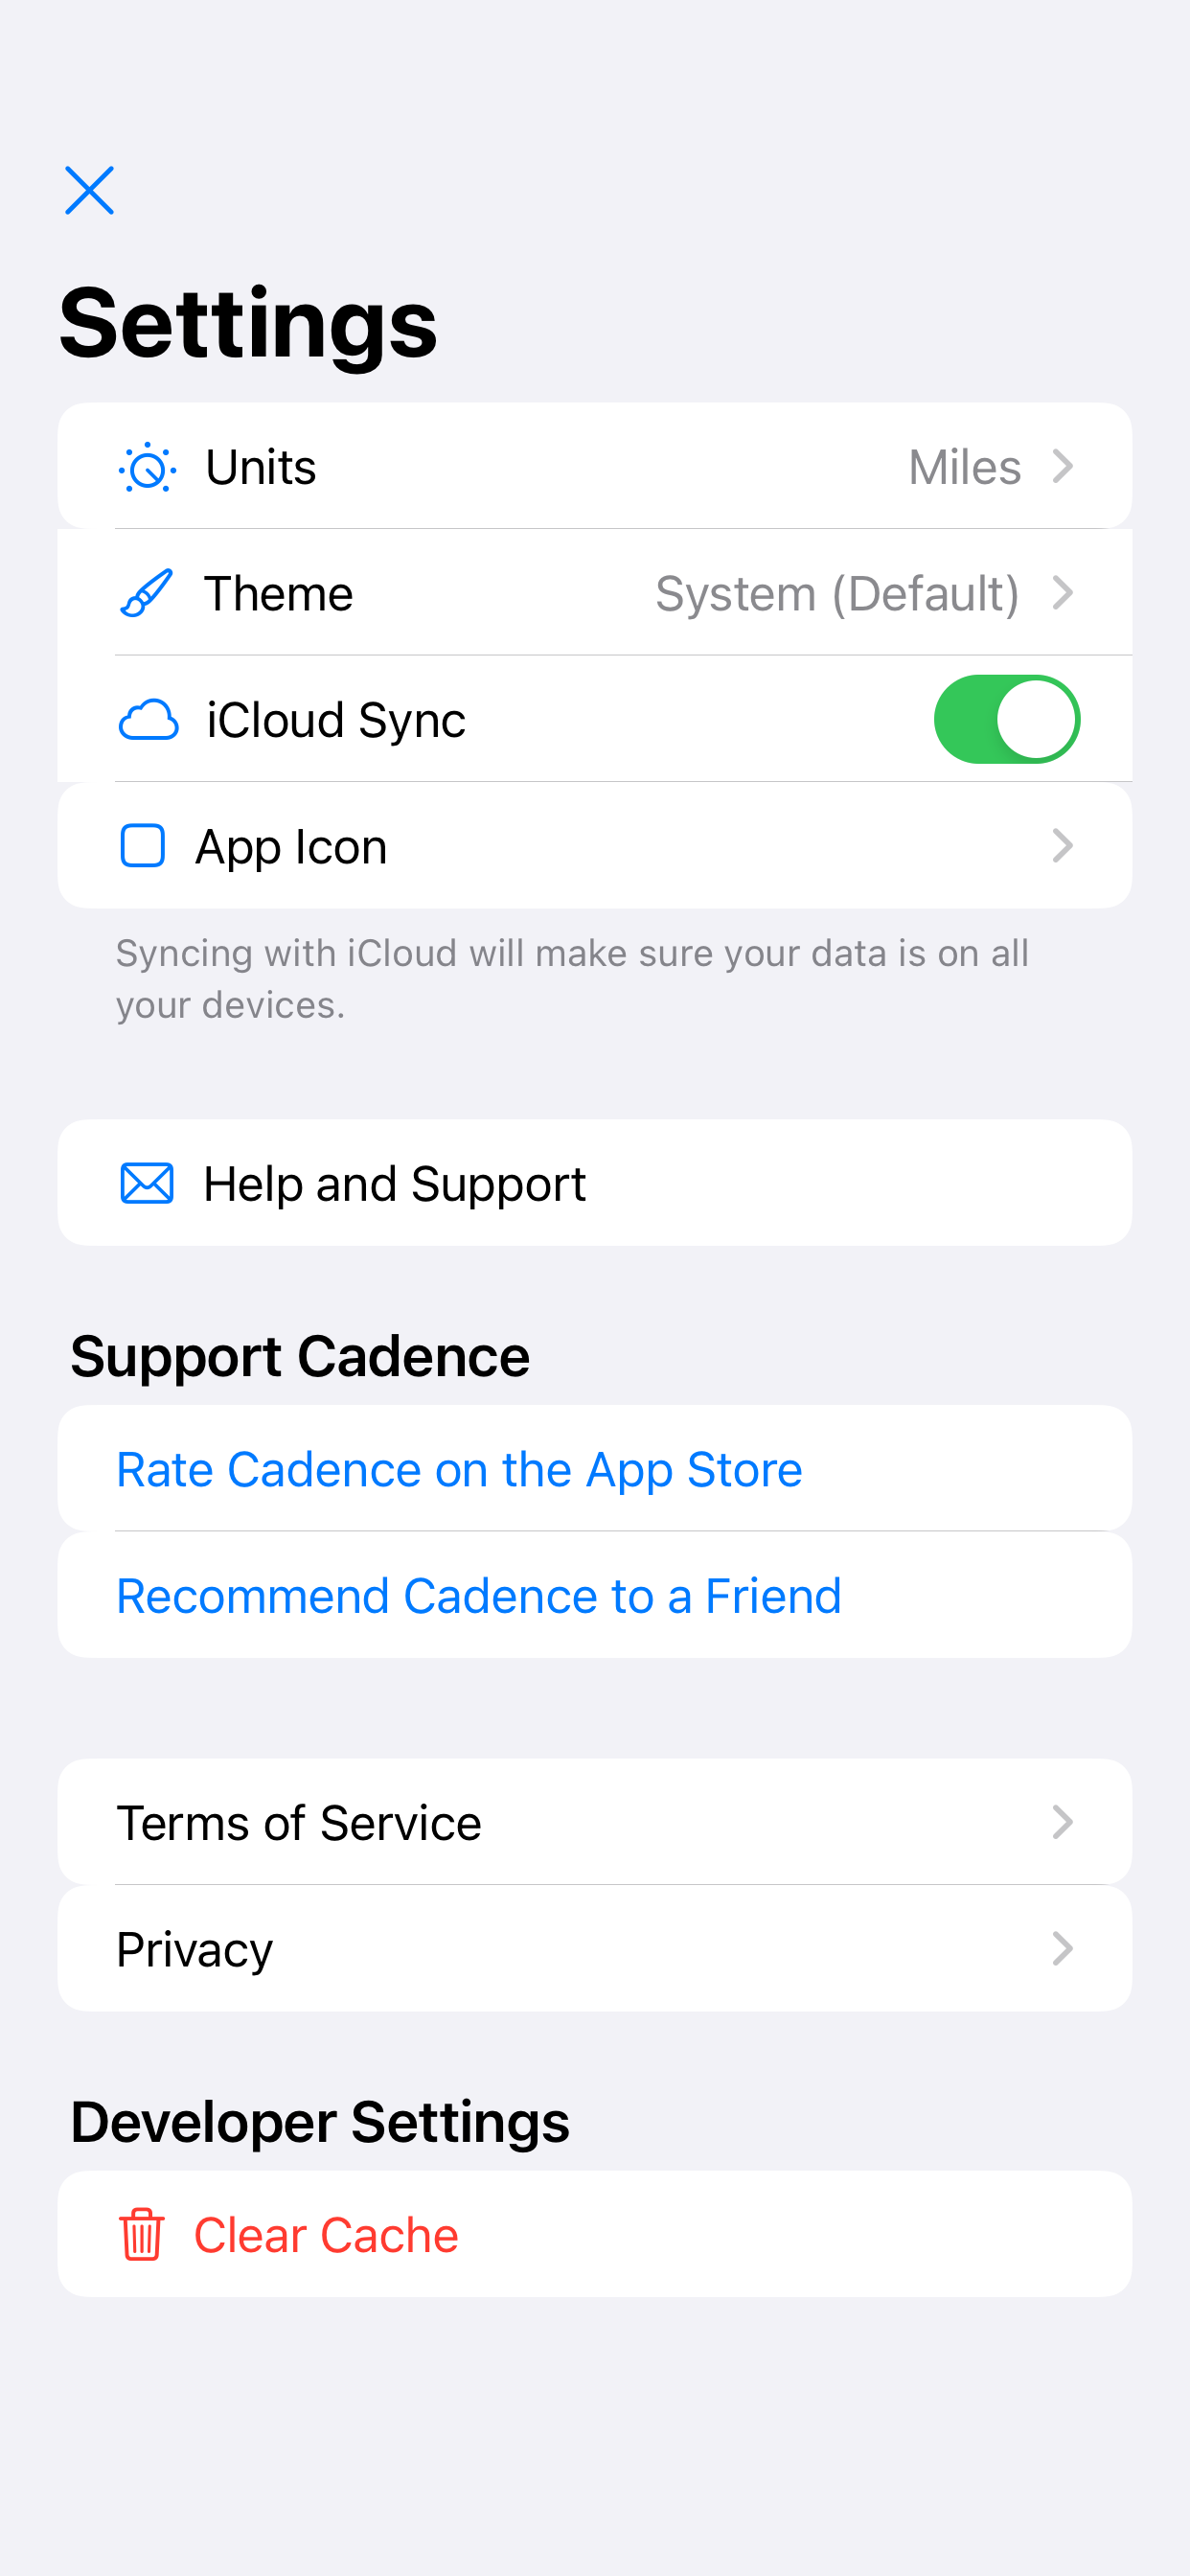 Settings
Units Miles
Theme System (Default)
iCloud Sync
App Icon
Syncing with iCloud will make sure your data is on all
your devices.
Help and Support
Support Cadence
Rate Cadence on the App Store
Recommend Cadence to a Friend
Terms of Service
Privacy
Developer Settings
Clear Cache